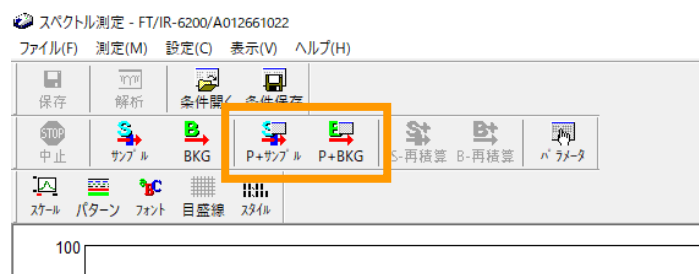 スペクトル測定 - FT/IR-6200/A012661022
ファイル(F) 測定(M) 設定(C) 表示(V) ヘルプ(H)
保存 解析 条件開く 条件保存
STOP S B S B S± B±
中止 ｻﾝﾌﾟﾙ BKG P+ｻﾝﾌﾟﾙ P+BKG S-再積算 B-再積算 ﾊﾟﾗﾒｰﾀ
ABC
ｽｹｰﾙ パターン ﾌｫﾝﾄ 目盛線 ｽﾀｲﾙ
100